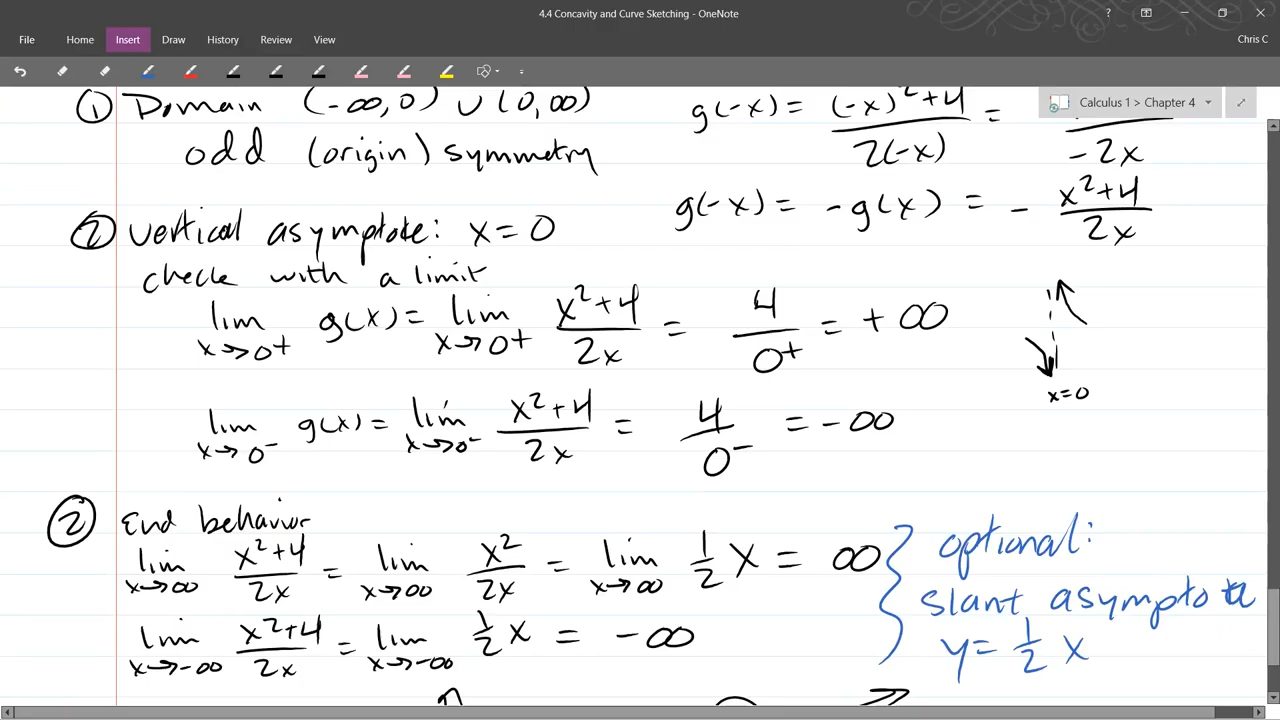 4.4 Concavity and Curve Sketching - OneNote
File Home Insert Draw History Review View Chris C
Calculus 1 > Chapter 4
① Domain (-∞,0) ∪ (0,∞)
odd (origin) symmetry
g(-x) = ((-x)²+4)/(2(-x)) =
-2x
g(-x) = -g(x) = - (x²+4)/(2x)
② Vertical asymptote: x=0
check with a limit
lim x→0⁺ g(x) = lim x→0⁺ (x²+4)/(2x) = 4/0⁺ = +∞
x=0
lim x→0⁻ g(x) = lim x→0⁻ (x²+4)/(2x) = 4/0⁻ = -∞
② End behavior
lim x→∞ (x²+4)/(2x) = lim x→∞ x²/(2x) = lim x→∞ ½x = ∞
lim x→-∞ (x²+4)/(2x) = lim x→-∞ ½x = -∞
optional:
slant asymptote
y = ½ x